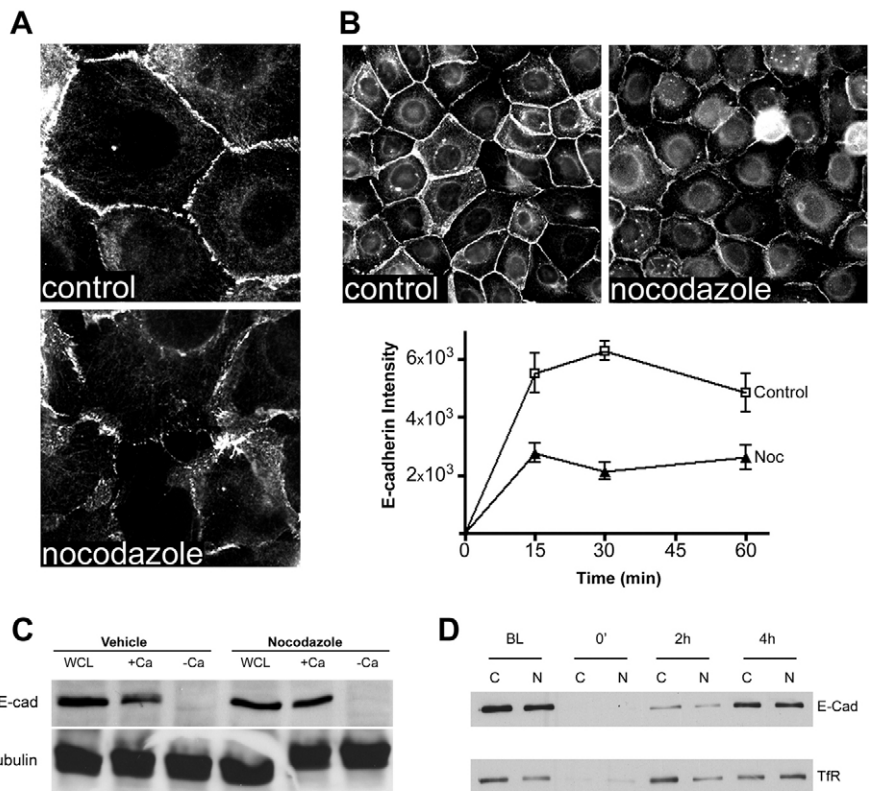 A
control
nocodazole
B
control
nocodazole
E-cadherin Intensity
6x10³
4x10³
2x10³
Control
Noc
0 15 30 45 60
Time (min)
C
Vehicle Nocodazole
WCL +Ca -Ca WCL +Ca -Ca
E-cad
ubulin
D
BL 0' 2h 4h
C N C N C N C N
E-Cad
TfR